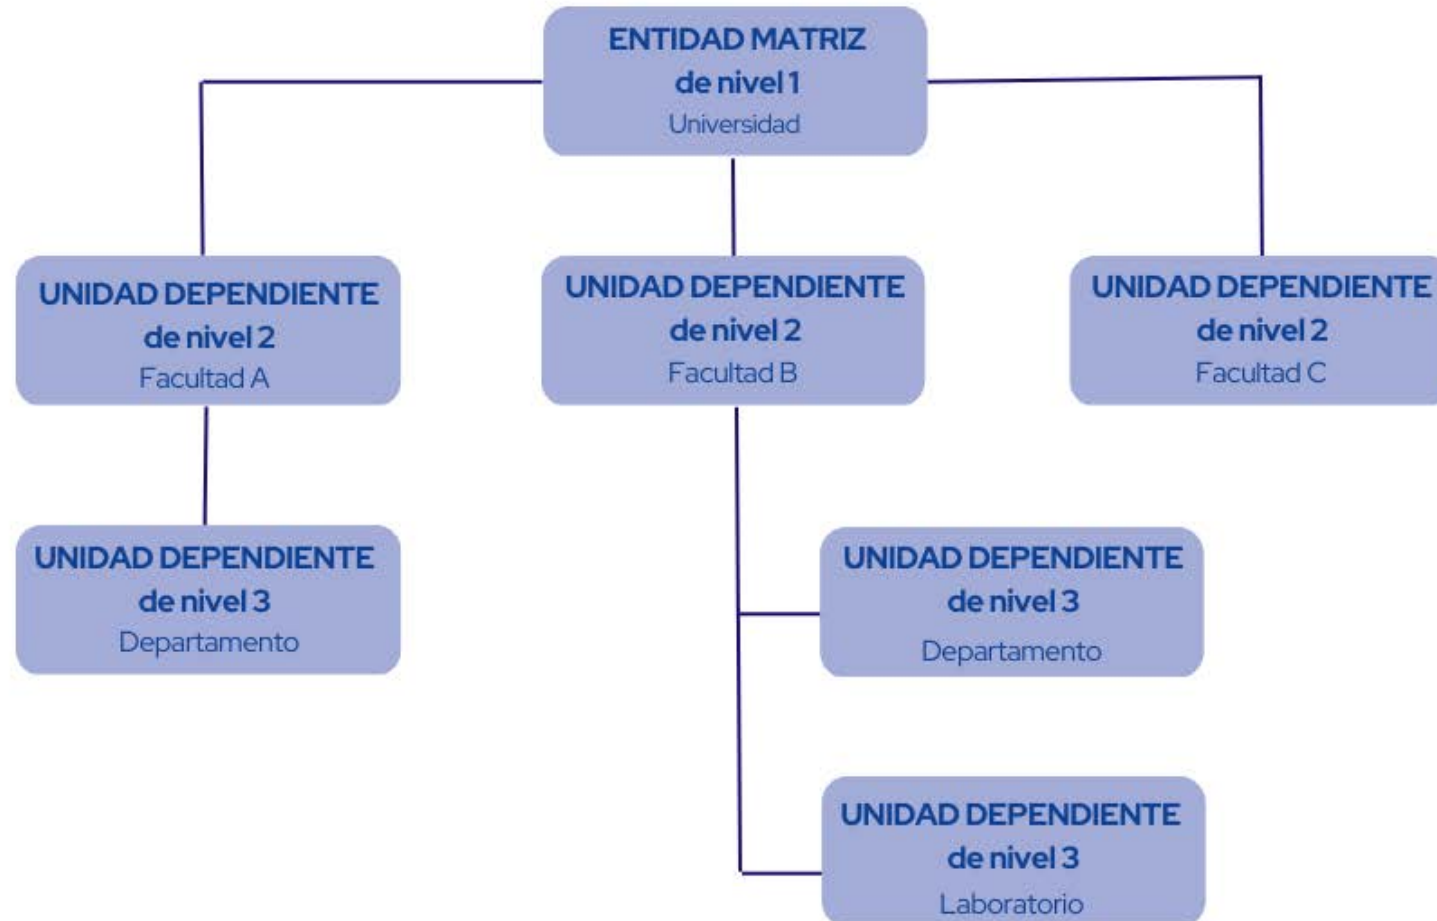 ENTIDAD MATRIZ
de nivel 1
Universidad
UNIDAD DEPENDIENTE
de nivel 2
Facultad A
UNIDAD DEPENDIENTE
de nivel 2
Facultad B
UNIDAD DEPENDIENTE
de nivel 2
Facultad C
UNIDAD DEPENDIENTE
de nivel 3
Departamento
UNIDAD DEPENDIENTE
de nivel 3
Departamento
UNIDAD DEPENDIENTE
de nivel 3
Laboratorio